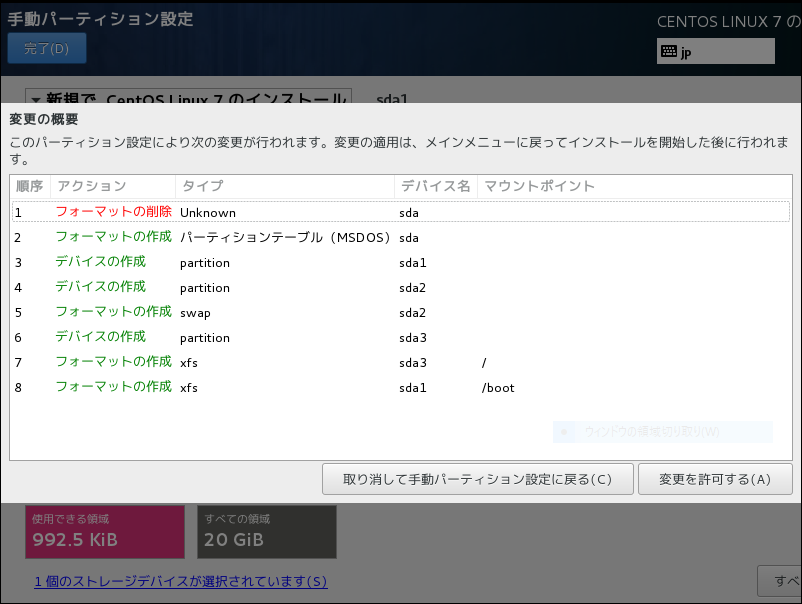 手動パーティション設定
CENTOS LINUX 7 の
完了(D)
jp
新規で CentOS Linux 7 のインストール
sda1
変更の概要
このパーティション設定により次の変更が行われます。変更の適用は、メインメニューに戻ってインストールを開始した後に行われま
す。
順序 アクション タイプ デバイス名 マウントポイント
1 フォーマットの削除 Unknown sda
2 フォーマットの作成 パーティションテーブル (MSDOS) sda
3 デバイスの作成 partition sda1
4 デバイスの作成 partition sda2
5 フォーマットの作成 swap sda2
6 デバイスの作成 partition sda3
7 フォーマットの作成 xfs sda3 /
8 フォーマットの作成 xfs sda1 /boot
ウィンドウの領域切り取り(W)
取り消して手動パーティション設定に戻る(C) 変更を許可する(A)
使用できる領域
992.5 KiB
すべての領域
20 GiB
1 個のストレージデバイスが選択されています(S)
すべ